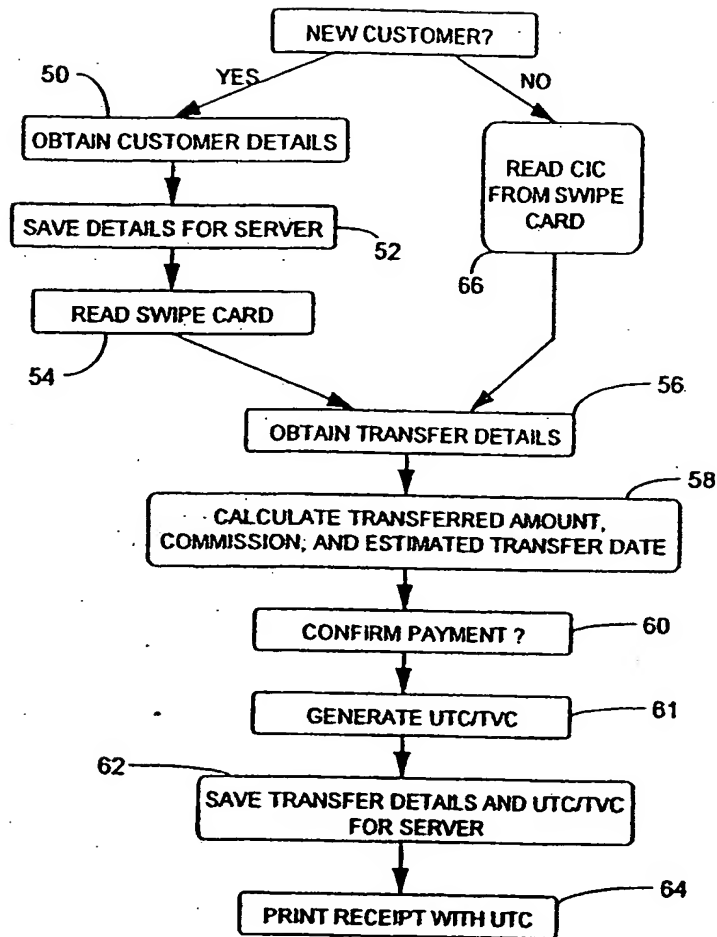 NEW CUSTOMER?
50
YES
NO
OBTAIN CUSTOMER DETAILS
READ CIC
FROM SWIPE
CARD
SAVE DETAILS FOR SERVER
52
66
READ SWIPE CARD
54
56
OBTAIN TRANSFER DETAILS
58
CALCULATE TRANSFERRED AMOUNT,
COMMISSION, AND ESTIMATED TRANSFER DATE
CONFIRM PAYMENT ?
60
GENERATE UTC/TVC
61
62
SAVE TRANSFER DETAILS AND UTC/TVC
FOR SERVER
64
PRINT RECEIPT WITH UTC